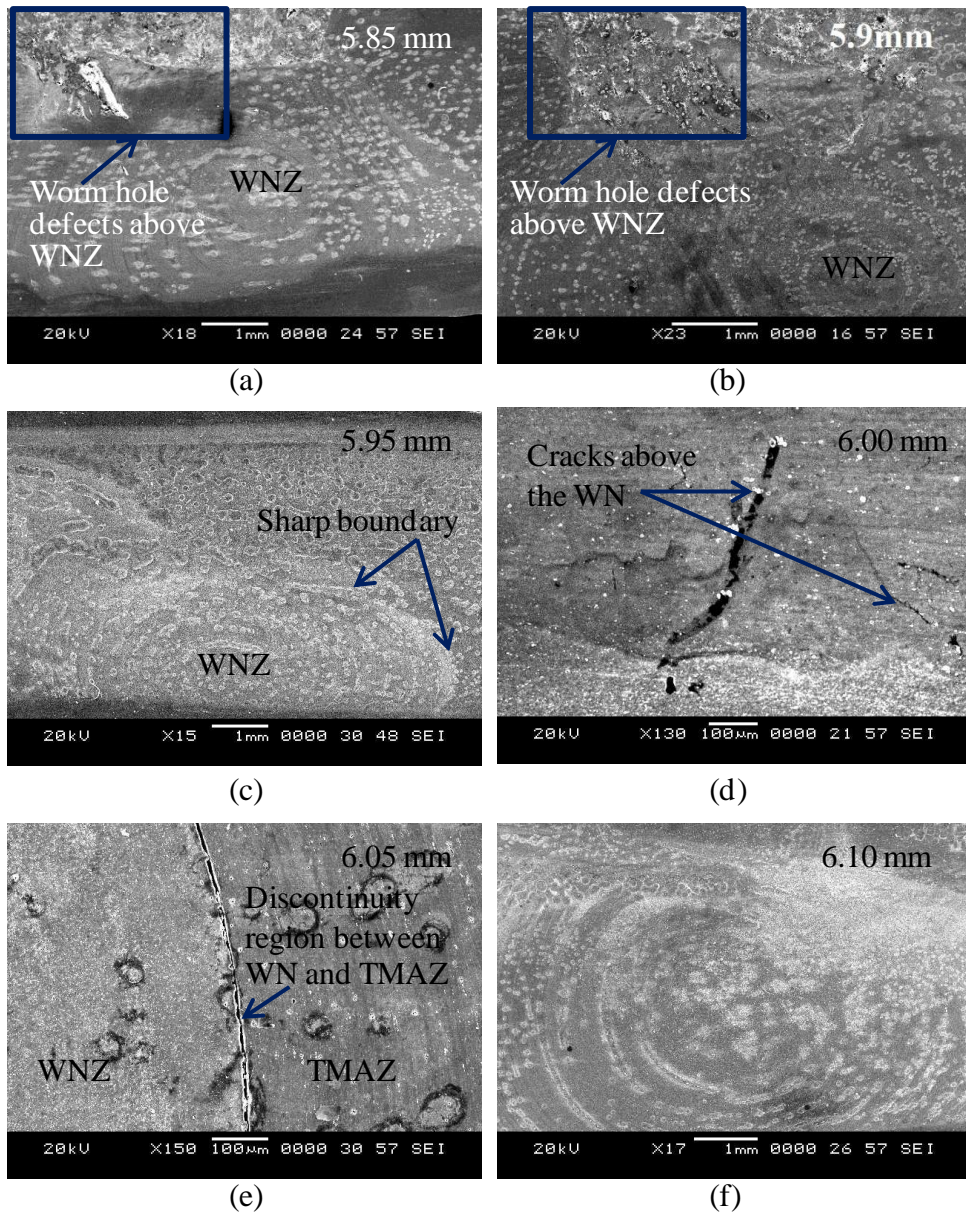 5.85 mm
WNZ
Worm hole
defects above
WNZ
20kV X18 1mm 0000 24 57 SEI
(a)
5.9mm
Worm hole defects
above WNZ
WNZ
20kV X23 1mm 0000 16 57 SEI
(b)
5.95 mm
Sharp boundary
WNZ
20kV X15 1mm 0000 30 48 SEI
(c)
6.00 mm
Cracks above
the WN
20kV X130 100μm 0000 21 57 SEI
(d)
6.05 mm
Discontinuity
region between
WN and TMAZ
WNZ
TMAZ
20kV X150 100μm 0000 30 57 SEI
(e)
6.10 mm
20kV X17 1mm 0000 26 57 SEI
(f)